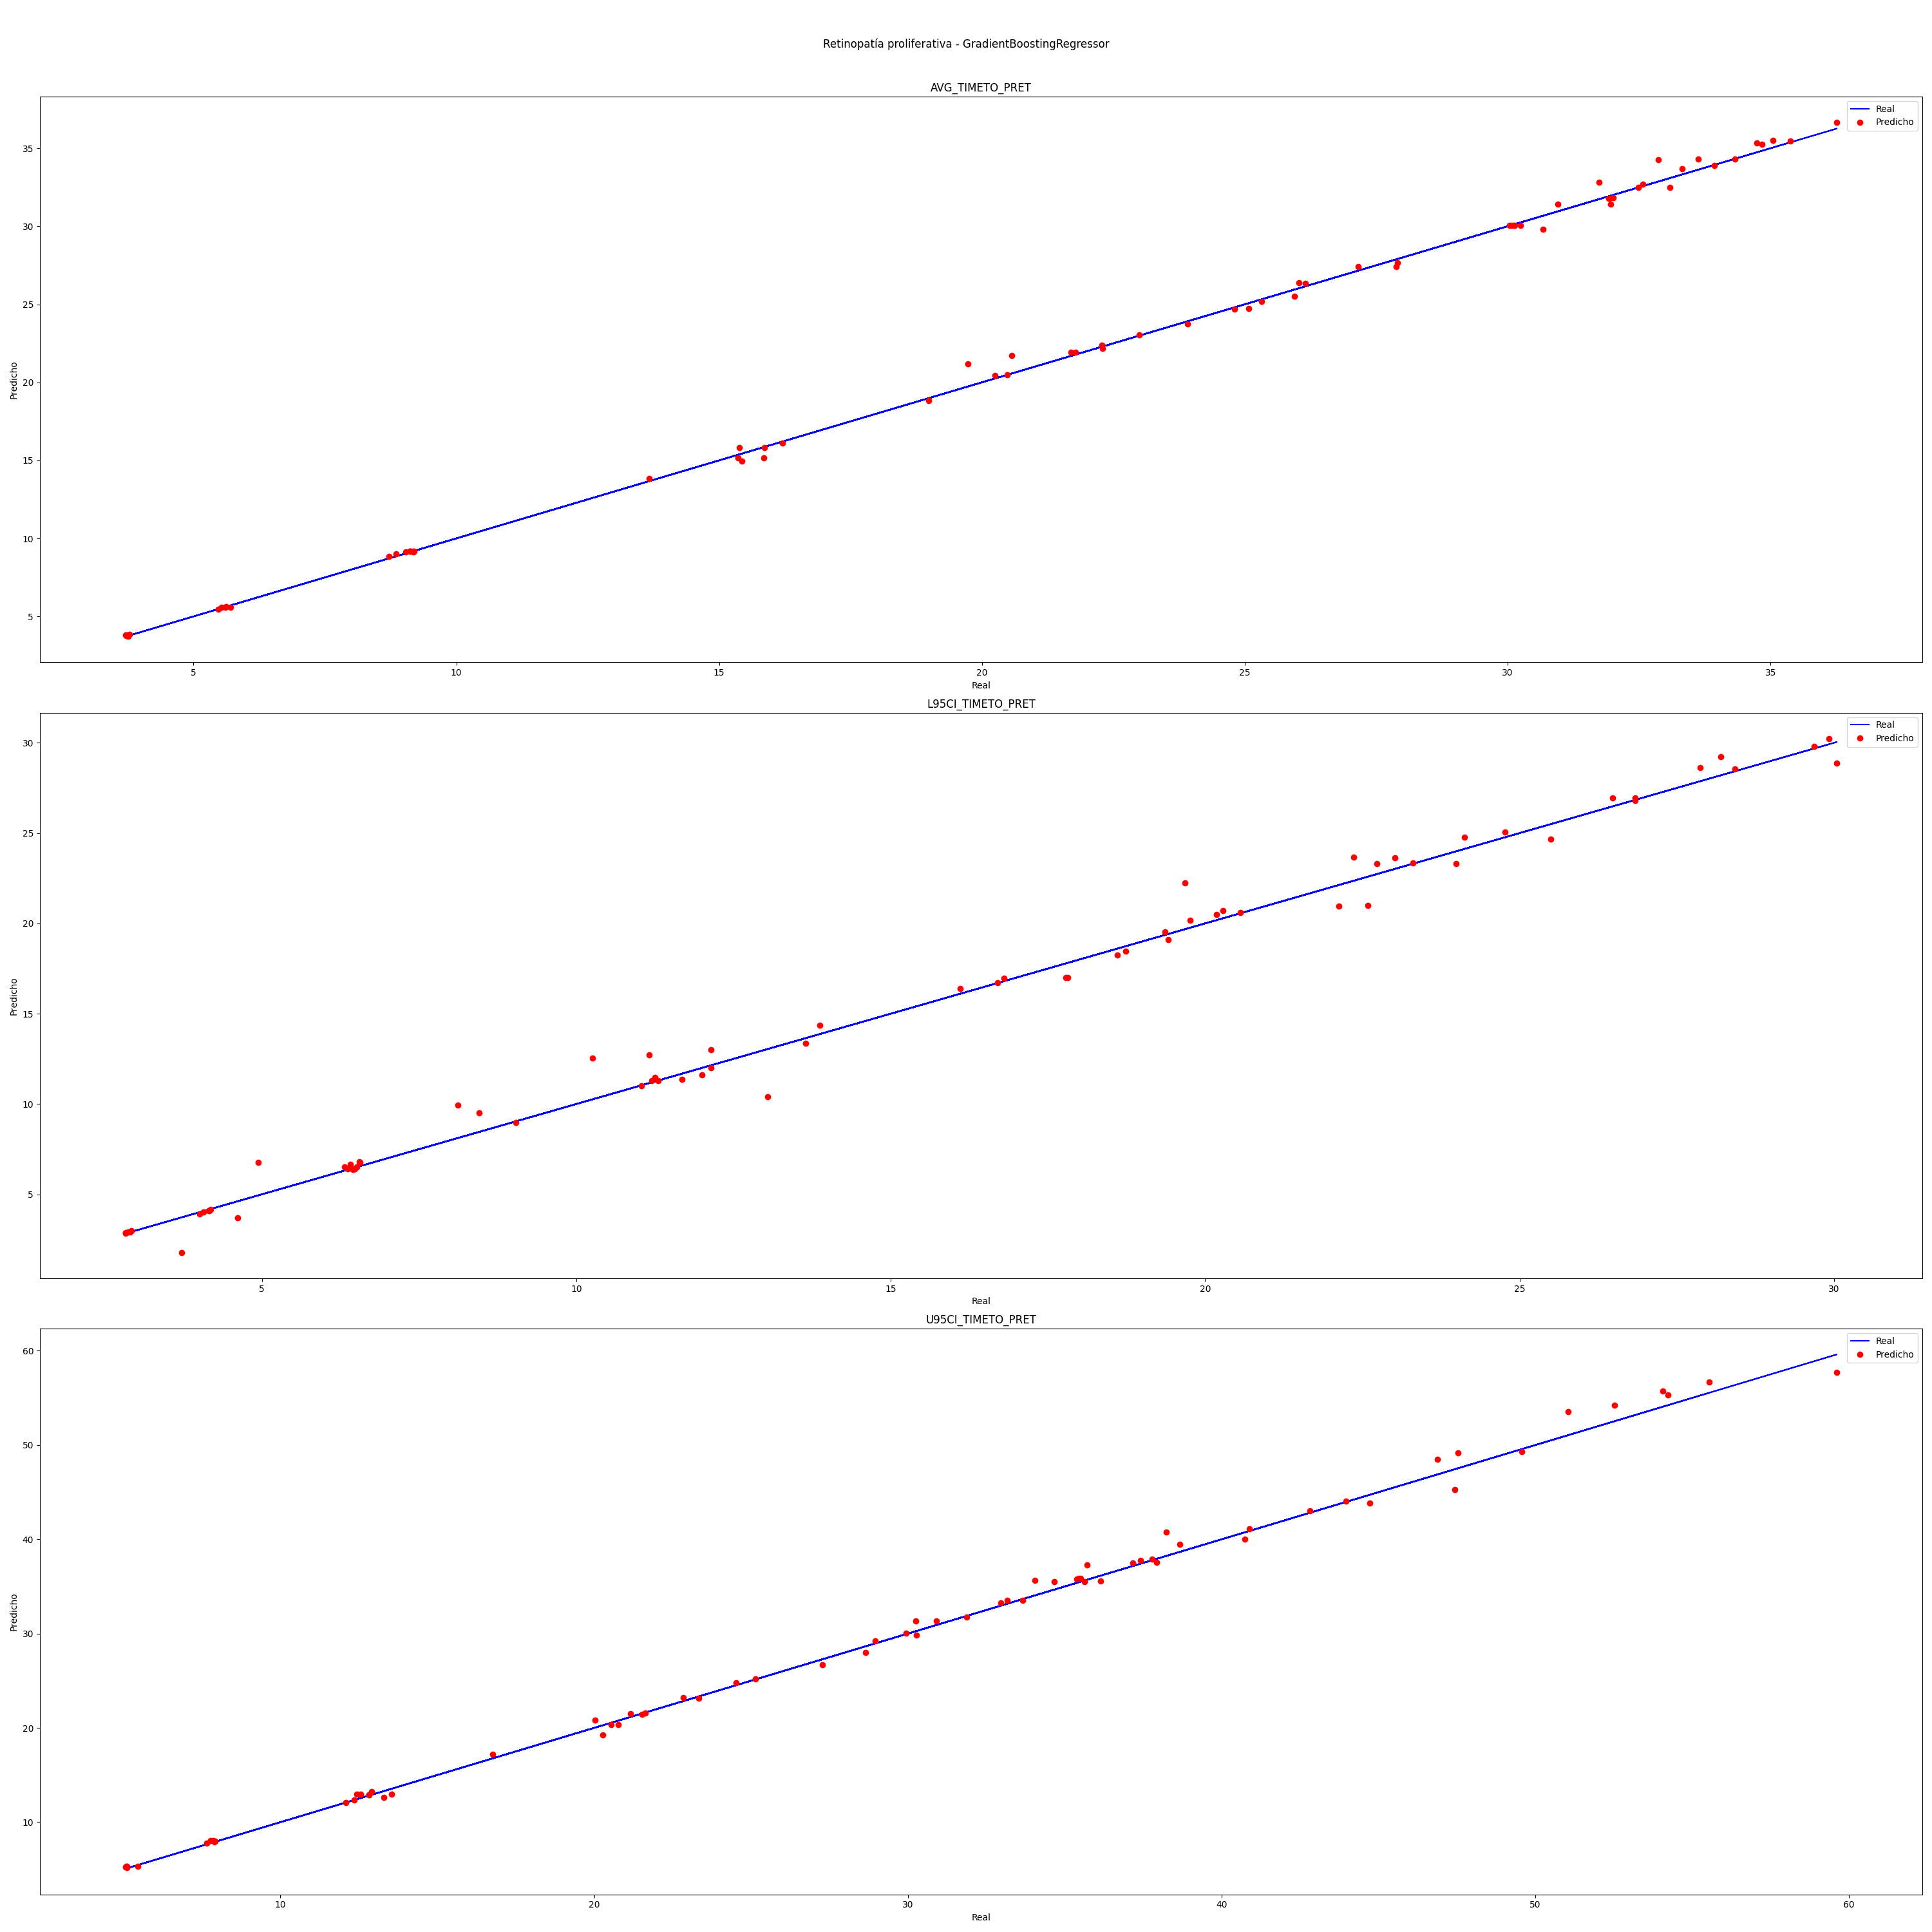 Retinopatía proliferativa - GradientBoostingRegressor
AVG_TIMETO_PRET
Real
Predicho
35
30
25
20
15
10
5
Predicho
5 10 15 20 25 30 35
Real
L95CI_TIMETO_PRET
Real
Predicho
30
25
20
15
10
5
Predicho
5 10 15 20 25 30
Real
U95CI_TIMETO_PRET
Real
Predicho
60
50
40
30
20
10
Predicho
10 20 30 40 50 60
Real